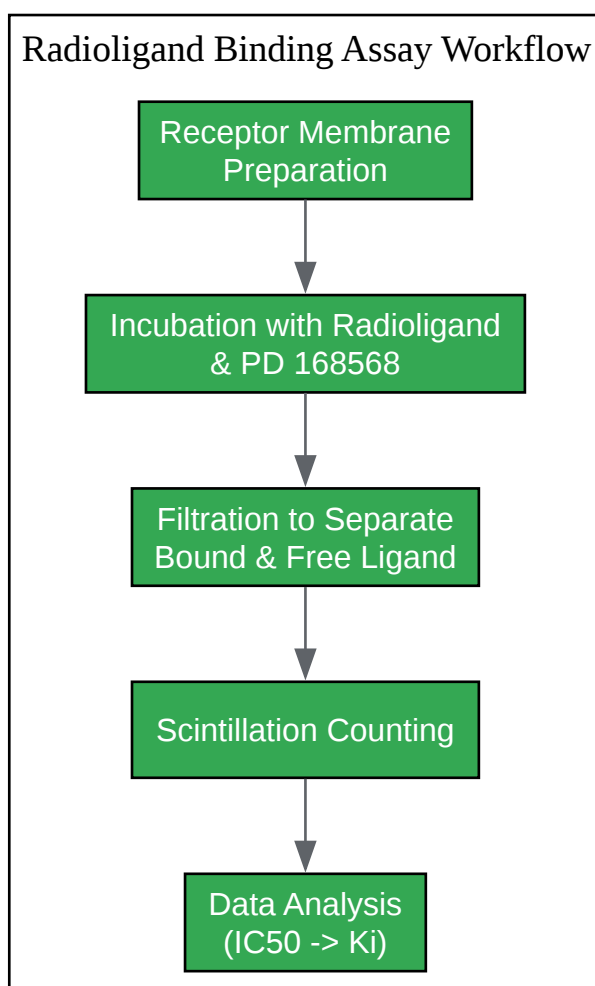 Radioligand Binding Assay Workflow
Receptor Membrane
Preparation
Incubation with Radioligand
& PD 168568
Filtration to Separate
Bound & Free Ligand
Scintillation Counting
Data Analysis
(IC50 -> Ki)